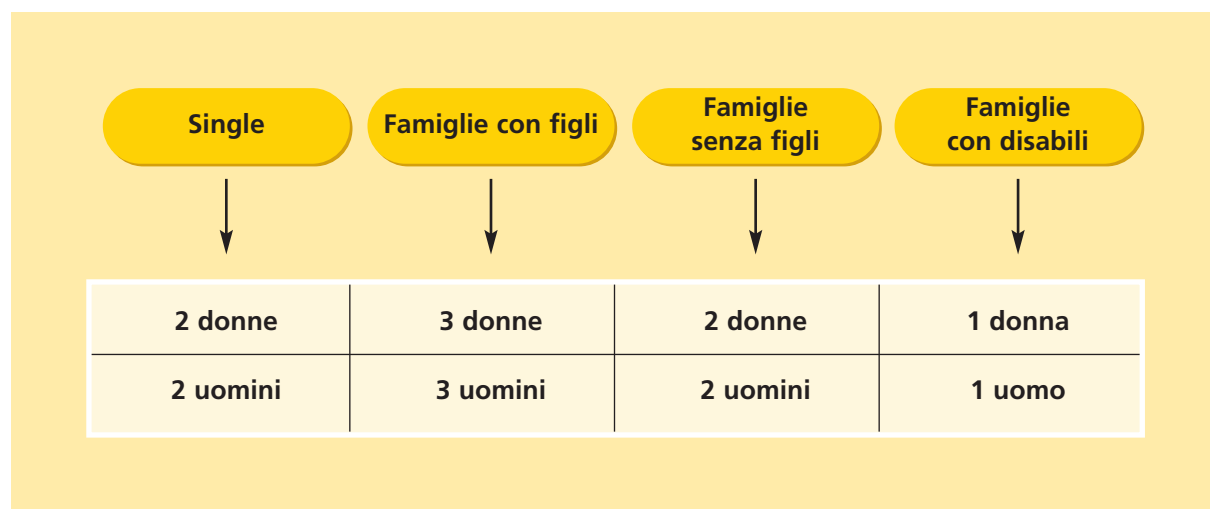 Single
Famiglie con figli
Famiglie
senza figli
Famiglie
con disabili
2 donne
3 donne
2 donne
1 donna
2 uomini
3 uomini
2 uomini
1 uomo